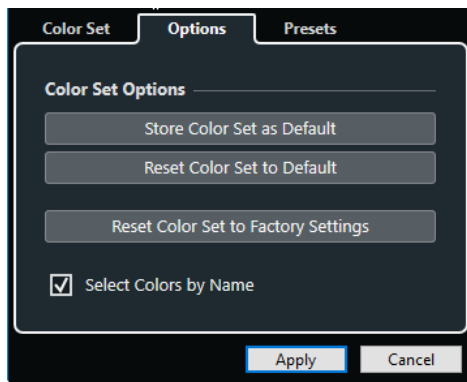 Color Set Options Presets
Color Set Options
Store Color Set as Default
Reset Color Set to Default
Reset Color Set to Factory Settings
Select Colors by Name
Apply Cancel